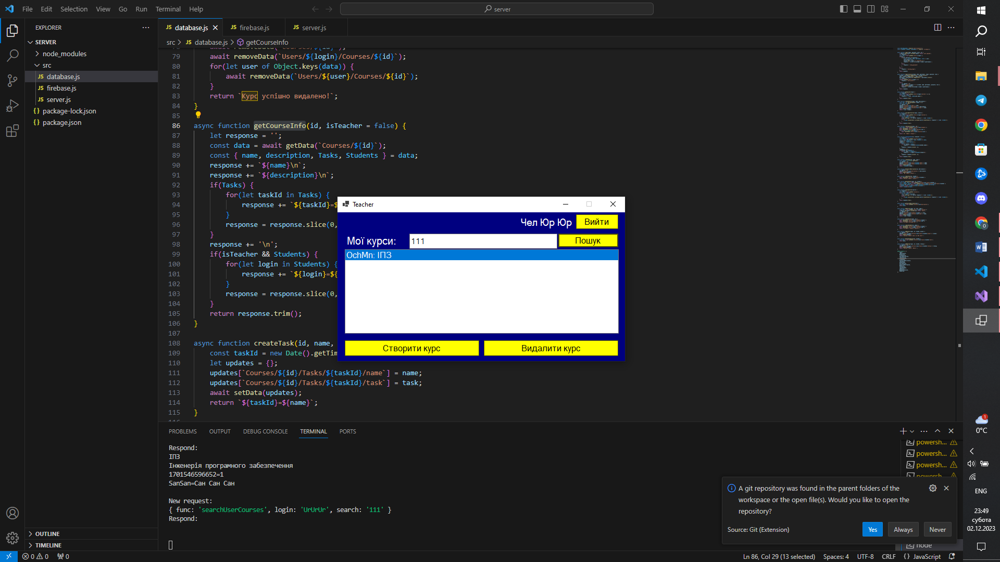 File Edit Selection View Go Run Terminal Help
server
EXPLORER
SERVER
node_modules
src
JS database.js
JS firebase.js
JS server.js
{} package-lock.json
{} package.json
OUTLINE
TIMELINE
JS database.js
JS firebase.js
JS server.js
src > JS database.js > getCourseInfo
79 await removeData(`Users/${login}/Courses/${id}`);
80 for(let user of Object.keys(data)) {
81 await removeData(`Users/${user}/Courses/${id}`);
82 }
83 return `Курс успішно видалено!`;
84 }
85
86 async function getCourseInfo(id, isTeacher = false) {
87 let response = '';
88 const data = await getData(`Courses/${id}`);
89 const { name, description, Tasks, Students } = data;
90 response += `${name}\n`;
91 response += `${description}\n`;
92 if(Tasks) {
93 for(let taskId in Tasks) {
94 response += `${taskId}=
95 }
96 response = response.slice(0,
97 }
98 response += '\n';
99 if(isTeacher && Students) {
100 for(let login in Students) {
101 response += `${login}=${
102 }
103 response = response.slice(0,
104 }
105 return response.trim();
106 }
107
108 async function createTask(id, name,
109 const taskId = new Date().getTim
110 let updates = {};
111 updates[`Courses/${id}/Tasks/${taskId}/name`] = name;
112 updates[`Courses/${id}/Tasks/${taskId}/task`] = task;
113 await setData(updates);
114 return `${taskId}=${name}`;
115 }
Teacher
Чел Юр Юр Вийти
Мої курси: 111 Пошук
OchMn: ІПЗ
Створити курс Видалити курс
PROBLEMS OUTPUT DEBUG CONSOLE TERMINAL PORTS
Respond:
ІПЗ
Інженерія програмного забезпечення
1701546596652=1
SanSan=Сан Сан Сан
New request:
{ func: 'searchUserCourses', login: 'UrUrUr', search: '111' }
Respond:
powersh...
powersh...
powersh...
powersh...
node
A git repository was found in the parent folders of the
workspace or the open file(s). Would you like to open the
repository?
Source: Git (Extension) Yes Always Never
0 0 0
Ln 86, Col 29 (13 selected) Spaces: 4 UTF-8 CRLF {} JavaScript
1
0°C
ENG
23:49
субота
02.12.2023